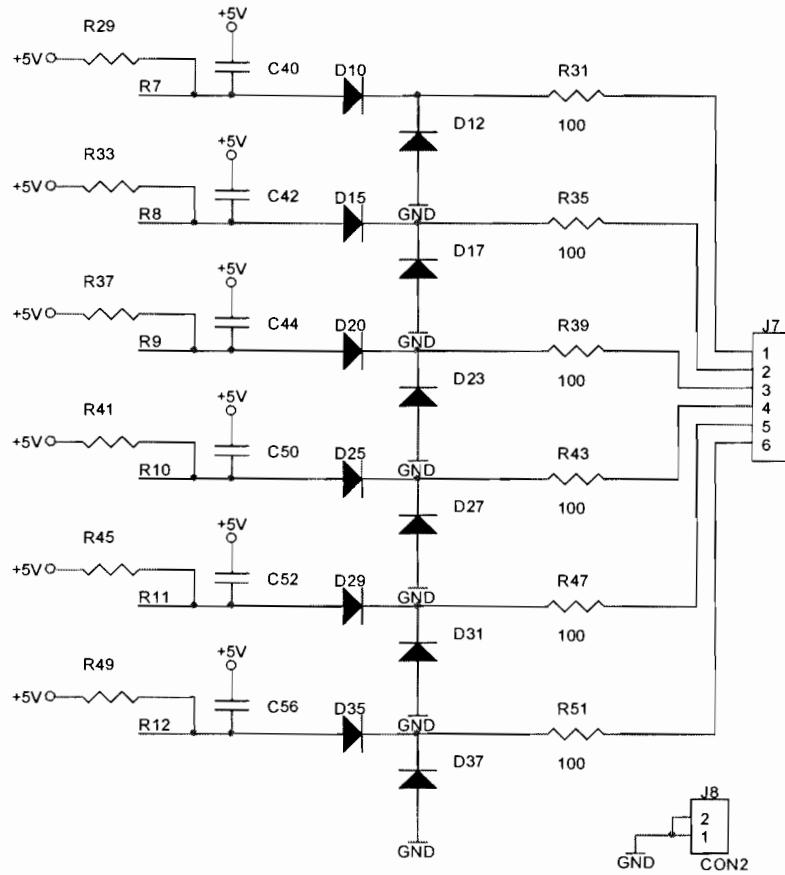 R29
+5V
+5V
R7
C40
D10
D12
GND
R31
100
R33
+5V
+5V
R8
C42
D15
D17
GND
R35
100
R37
+5V
+5V
R9
C44
D20
D23
GND
R39
100
R41
+5V
+5V
R10
C50
D25
D27
GND
R43
100
R45
+5V
+5V
R11
C52
D29
D31
GND
R47
100
R49
+5V
+5V
R12
C56
D35
D37
GND
R51
100
J7
1
2
3
4
5
6
J8
2
1
GND
CON2